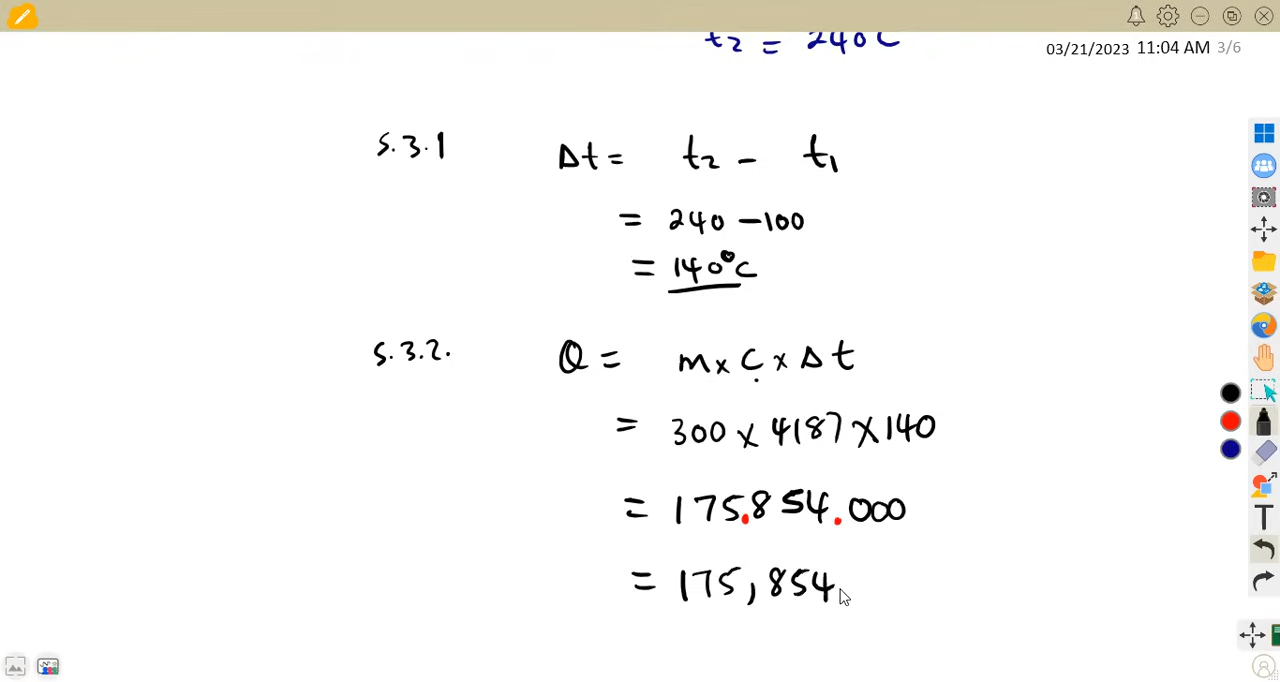 t2 = 240°C
03/21/2023 11:04 AM 3/6
5.3.1 Δt = t2 - t1
= 240 - 100
= 140°C
5.3.2. Q = m x C x Δt
= 300 x 4187 x 140
= 175.854.000
= 175,854
T